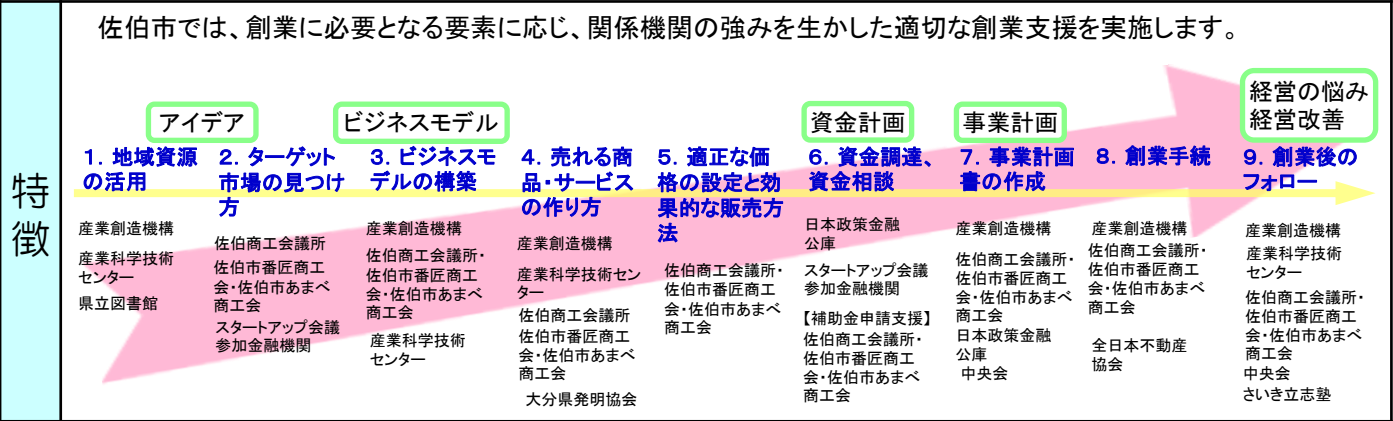 特徴
佐伯市では、創業に必要となる要素に応じ、関係機関の強みを生かした適切な創業支援を実施します。
アイデア
ビジネスモデル
資金計画
事業計画
経営の悩み
経営改善
1．地域資源
の活用
産業創造機構
産業科学技術
センター
県立図書館
2．ターゲット
市場の見つけ
方
佐伯商工会議所
佐伯市番匠商工
会・佐伯市あまべ
商工会
スタートアップ会議
参加金融機関
3．ビジネスモ
デルの構築
産業創造機構
佐伯商工会議所・
佐伯市番匠商工
会・佐伯市あまべ
商工会
産業科学技術
センター
4．売れる商
品・サービス
の作り方
産業創造機構
産業科学技術セン
ター
佐伯商工会議所
佐伯市番匠商工
会・佐伯市あまべ
商工会
大分県発明協会
5．適正な価
格の設定と効
果的な販売方
法
佐伯商工会議所・
佐伯市番匠商工
会・佐伯市あまべ
商工会
6．資金調達、
資金相談
日本政策金融
公庫
スタートアップ会議
参加金融機関
【補助金申請支援】
佐伯商工会議所・
佐伯市番匠商工
会・佐伯市あまべ
商工会
7．事業計画
書の作成
産業創造機構
佐伯商工会議所・
佐伯市番匠商工
会・佐伯市あまべ
商工会
日本政策金融
公庫
中央会
8．創業手続
産業創造機構
佐伯商工会議所・
佐伯市番匠商工
会・佐伯市あまべ
商工会
全日本不動産
協会
9．創業後の
フォロー
産業創造機構
産業科学技術
センター
佐伯商工会議所・
佐伯市番匠商工
会・佐伯市あまべ
商工会
中央会
さいき立志塾